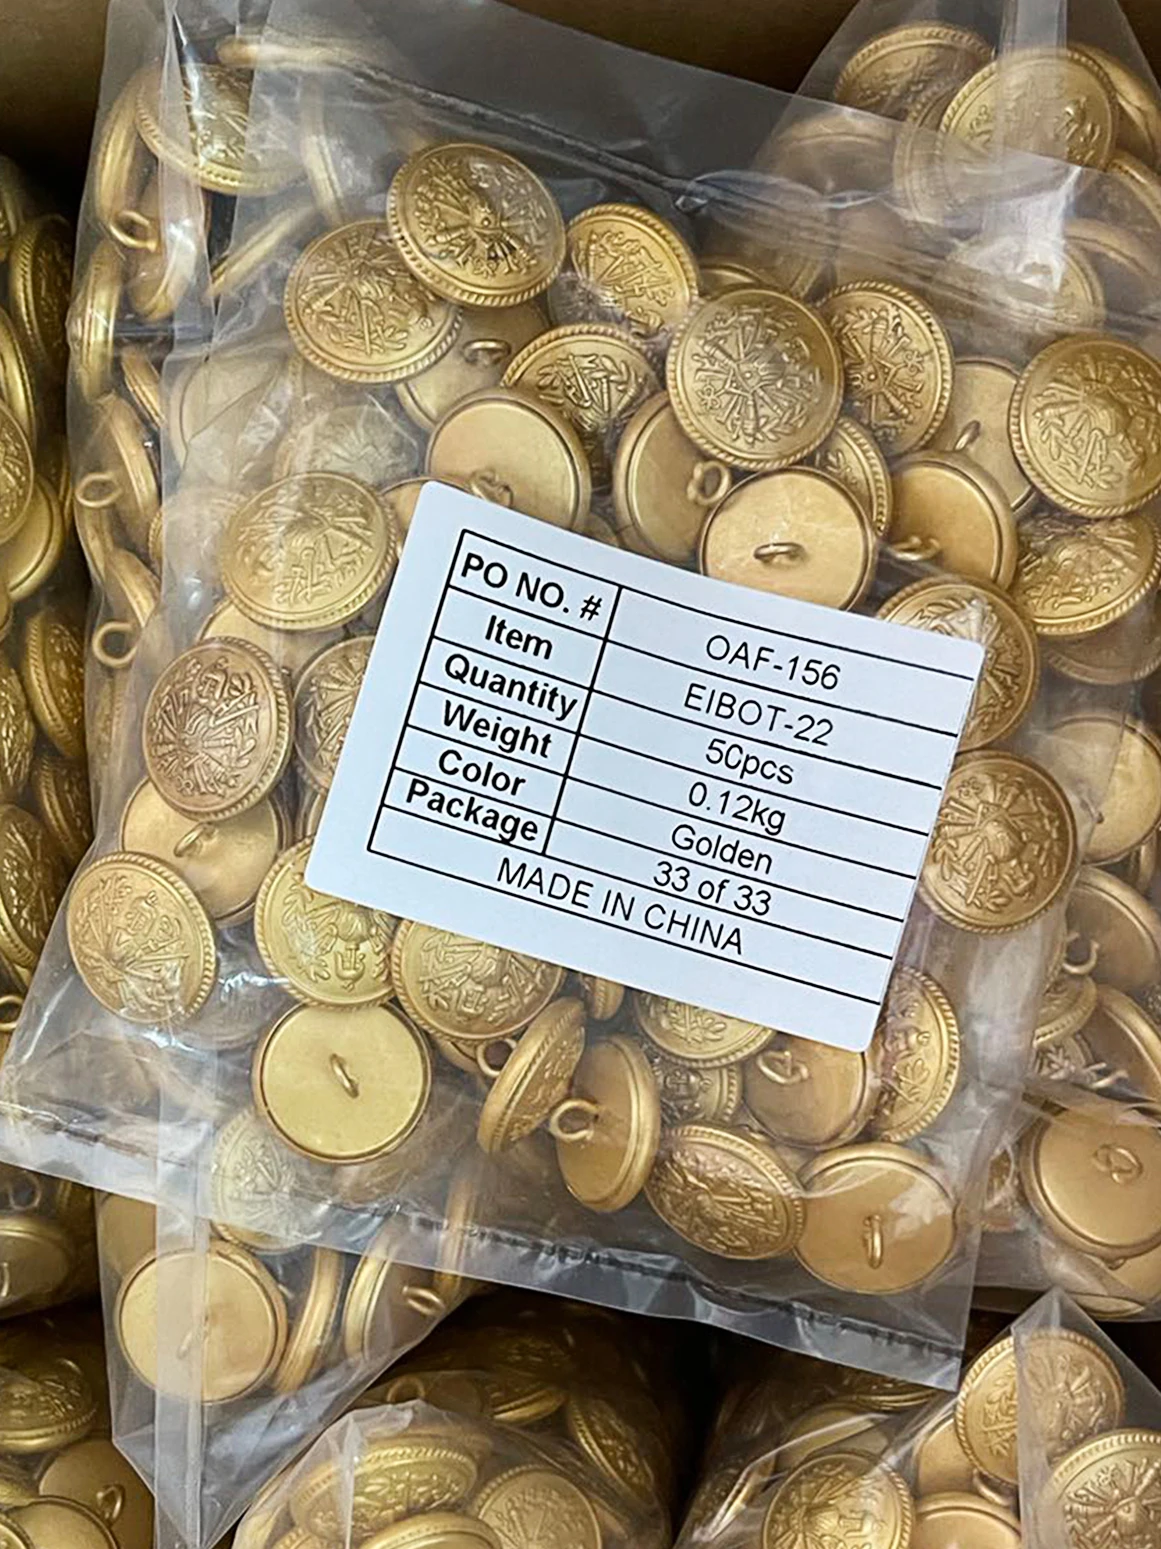 PO NO. # OAF-156
Item EIBOT-22
Quantity 50pcs
Weight 0.12kg
Color Golden
Package 33 of 33
MADE IN CHINA